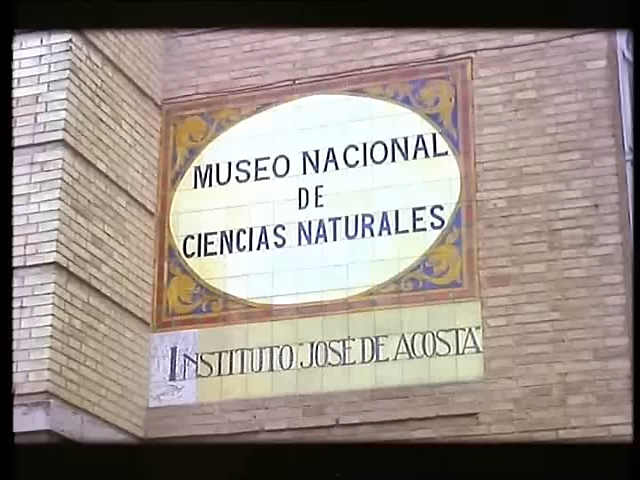 MUSEO NACIONAL
DE
CIENCIAS NATURALES
INSTITUTO "JOSE DE ACOSTA"